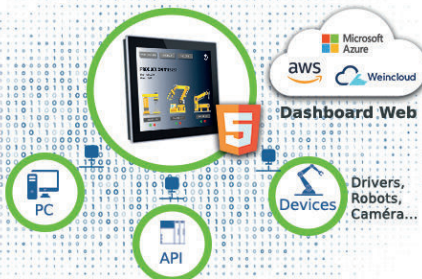 Microsoft
Azure
aws
Weincloud
Dashboard Web
5
PC
API
Devices
Drivers,
Robots,
Caméra...